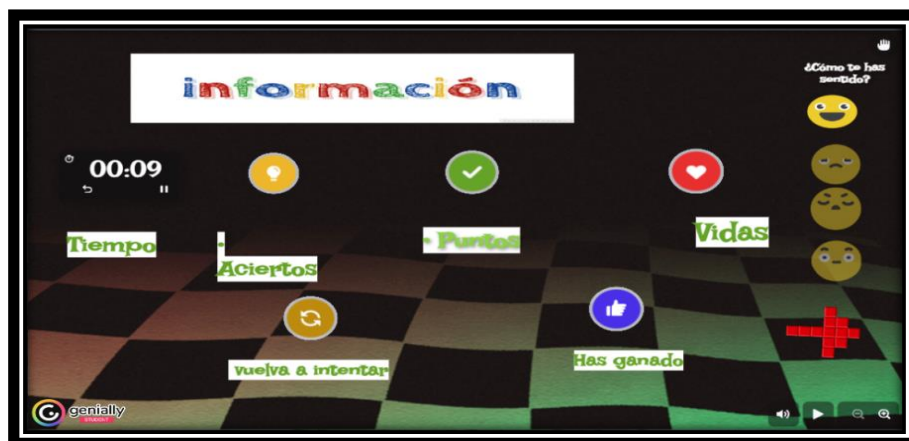 información
¿Cómo te has
sentido?
00:09
Tiempo
•
Aciertos
• Puntos
Vidas
vuelva a intentar
Has ganado
genially